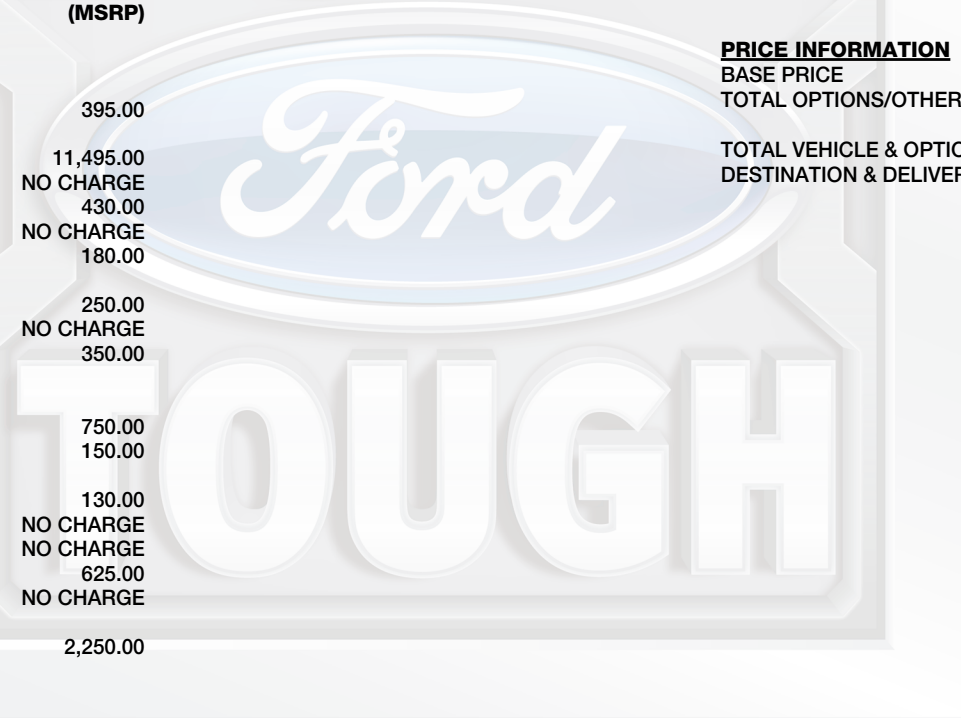 (MSRP)
395.00
11,495.00
NO CHARGE
430.00
NO CHARGE
180.00
250.00
NO CHARGE
350.00
750.00
150.00
130.00
NO CHARGE
NO CHARGE
625.00
NO CHARGE
2,250.00
PRICE INFORMATION
BASE PRICE
TOTAL OPTIONS/OTHER
TOTAL VEHICLE & OPTIO
DESTINATION & DELIVER
Ford
TOUGH